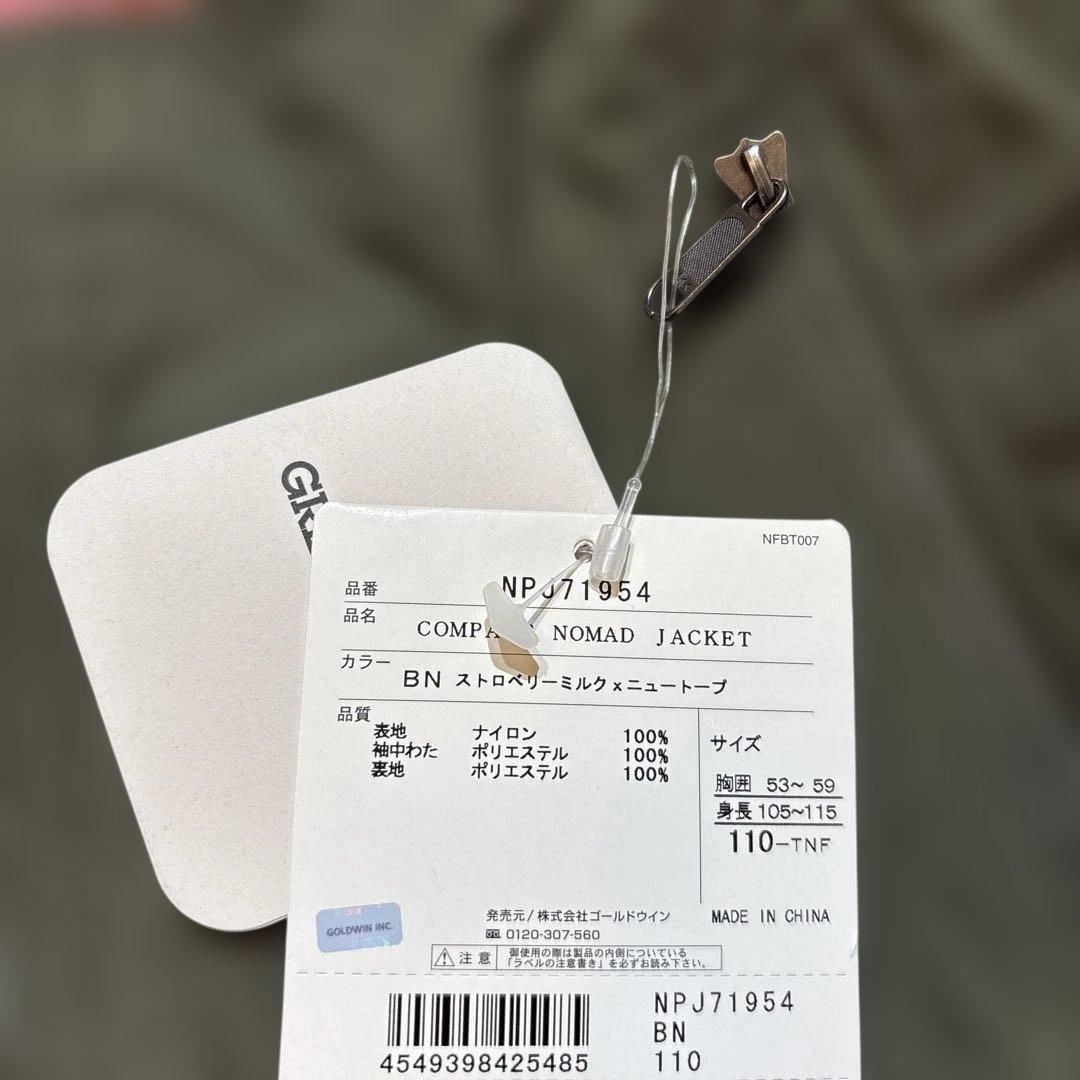 NFBT007
品番 NPJ71954
品名 NOMAD JACKET
カラー BN ストロベリーミルクxニュートープ
品質
表地 ナイロン 100%
袖中わた ポリエステル 100%
裏地 ポリエステル 100%
サイズ
胸囲 53~59
身長 105~115
110-TNF
発売元/株式会社ゴールドウイン
0120-307-560
MADE IN CHINA
GOLDWIN INC.
注意 御使用の際は製品の内側についている
「ラベルの注意書き」を必ずお読み下さい。
4549398425485
NPJ71954
BN
110